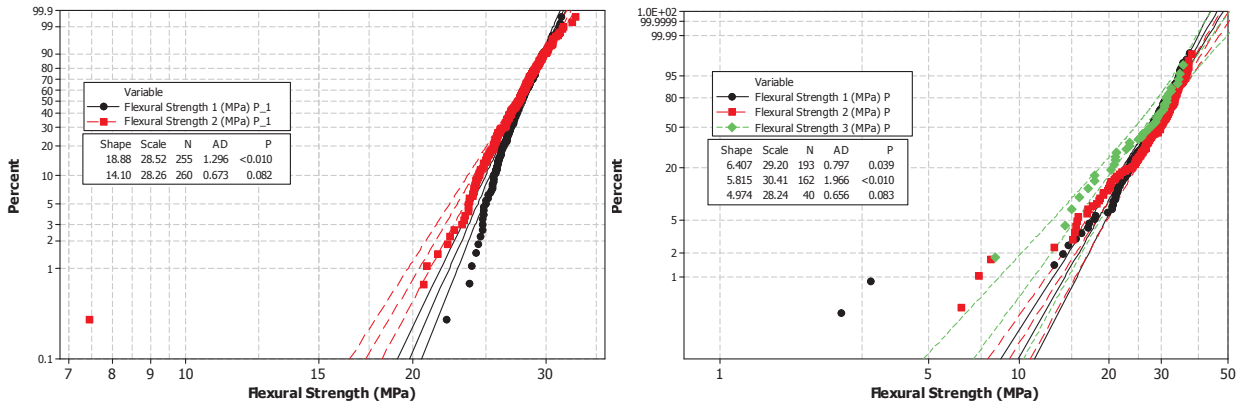 99.9
99
90
80
70
60
50
40
30
20
10
5
3
2
1
0.1
Percent
7 8 9 10 15 20 30
Flexural Strength (MPa)
Variable
Flexural Strength 1 (MPa) P_1
Flexural Strength 2 (MPa) P_1
Shape Scale N AD P
18.88 28.52 255 1.296 <0.010
14.10 28.26 260 0.673 0.082
1.0E+02
99.9999
99.99
95
80
50
20
5
2
1
Percent
1 5 10 20 30 50
Flexural Strength (MPa)
Variable
Flexural Strength 1 (MPa) P
Flexural Strength 2 (MPa) P
Flexural Strength 3 (MPa) P
Shape Scale N AD P
6.407 29.20 193 0.797 0.039
5.815 30.41 162 1.966 <0.010
4.974 28.24 40 0.656 0.083